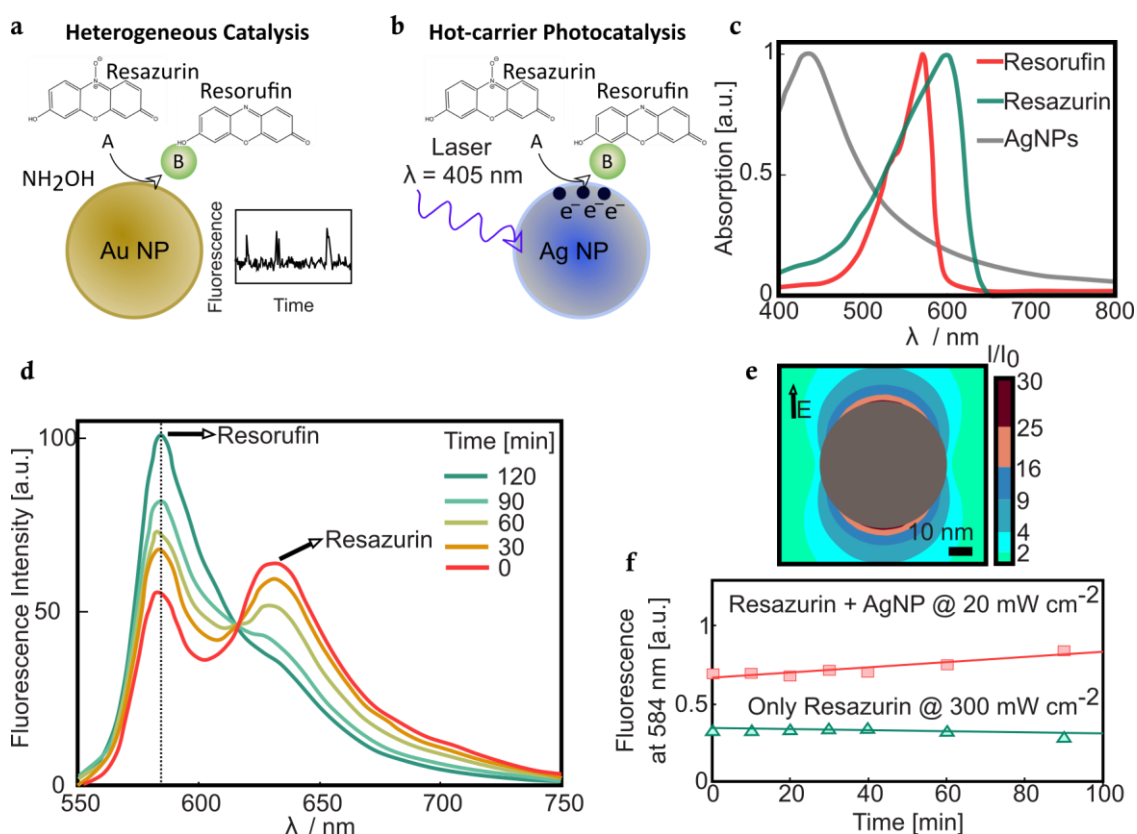 a
Heterogeneous Catalysis
O⊖
N⊕
Resazurin
HO
O
O
Resorufin
N
HO
O
O
A
B
NH2OH
Au NP
Fluorescence
Time
b
Hot-carrier Photocatalysis
O⊖
N⊕
Resazurin
HO
O
O
Resorufin
N
HO
O
O
Laser
λ = 405 nm
A
B
e– e– e–
Ag NP
c
Absorption [a.u.]
1
0.5
0
Resorufin
Resazurin
AgNPs
400 500 600 700 800
λ / nm
d
Fluorescence Intensity [a.u.]
100
50
0
Resorufin
Resazurin
Time [min]
120
90
60
30
0
550 600 650 700 750
λ / nm
e
E
10 nm
I/I0
30
25
16
9
4
2
f
Fluorescence
at 584 nm [a.u.]
1
0.5
0
Resazurin + AgNP @ 20 mW cm-2
Only Resazurin @ 300 mW cm-2
0 20 40 60 80 100
Time [min]